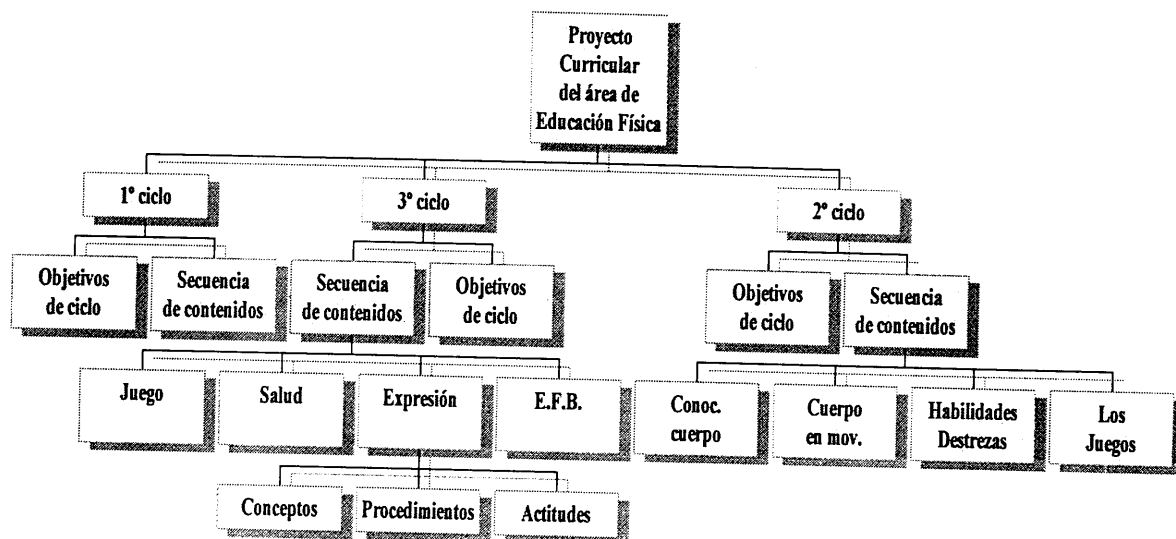 Proyecto
Curricular
del área de
Educación Física
1º ciclo
3º ciclo
2º ciclo
Objetivos
de ciclo
Secuencia
de contenidos
Secuencia
de contenidos
Objetivos
de ciclo
Objetivos
de ciclo
Secuencia
de contenidos
Juego
Salud
Expresión
E.F.B.
Conoc.
cuerpo
Cuerpo
en mov.
Habilidades
Destrezas
Los
Juegos
Conceptos
Procedimientos
Actitudes